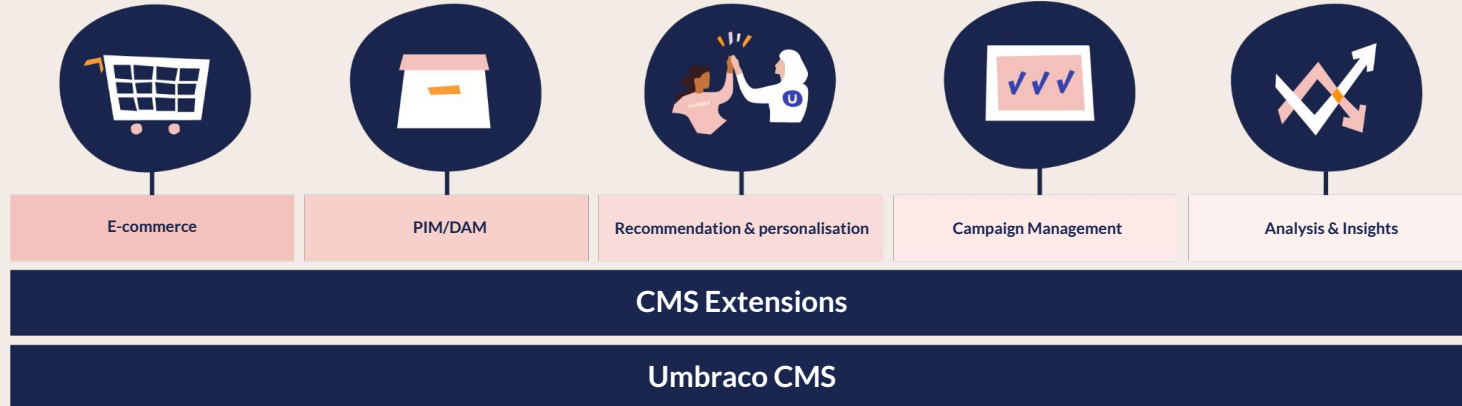 U
E-commerce
PIM/DAM
Recommendation & personalisation
Campaign Management
Analysis & Insights
CMS Extensions
Umbraco CMS